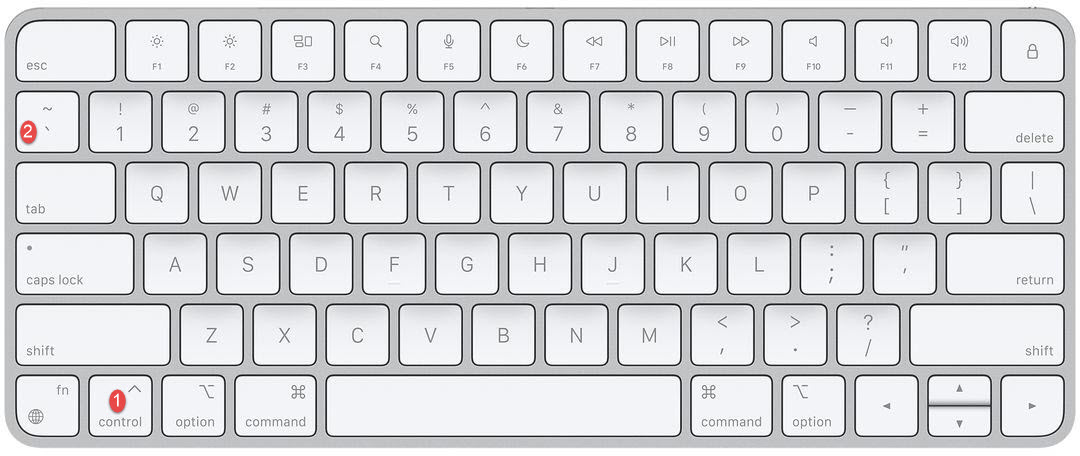 esc F1 F2 F3 F4 F5 F6 F7 F8 F9 F10 F11 F12
~ ! @ # $ % ^ & * ( ) — +
2 ` 1 2 3 4 5 6 7 8 9 0 - = delete
tab Q W E R T Y U I O P { [ } ] | \
caps lock A S D F G H J K L : ; " ' return
shift Z X C V B N M < , > . ? / shift
fn 1 ^ control ⌥ option ⌘ command ⌘ command ⌥ option ◄ ▲ ▼ ►